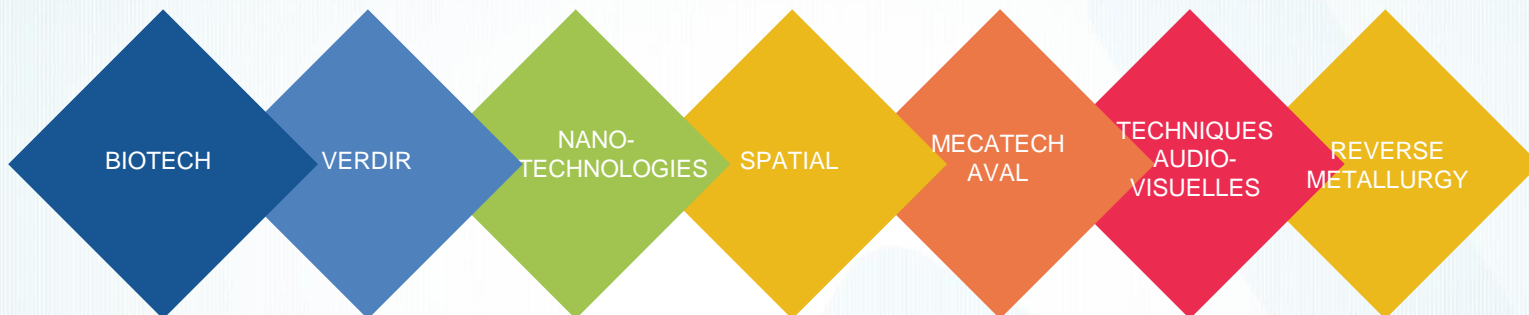 BIOTECH
VERDIR
NANO-
TECHNOLOGIES
SPATIAL
MECATECH
AVAL
TECHNIQUES
AUDIO-
VISUELLES
REVERSE
METALLURGY